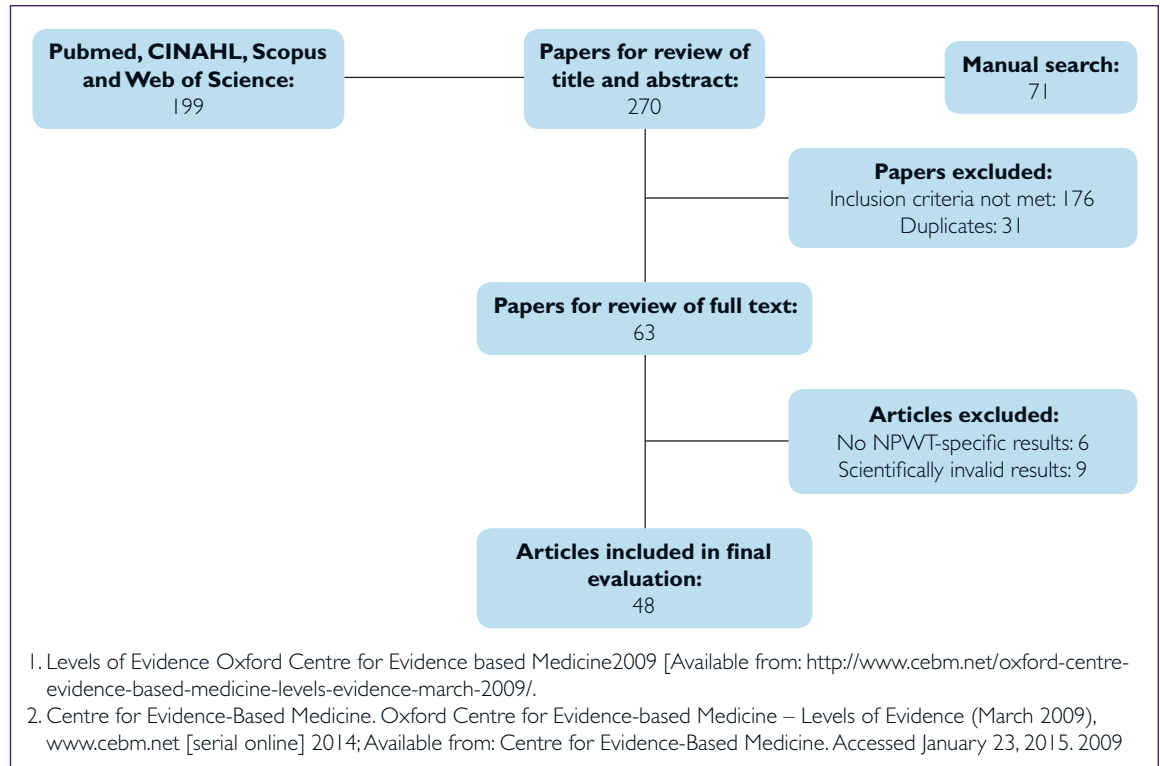 Pubmed, CINAHL, Scopus
and Web of Science:
199
Papers for review of
title and abstract:
270
Manual search:
71
Papers excluded:
Inclusion criteria not met: 176
Duplicates: 31
Papers for review of full text:
63
Articles excluded:
No NPWT-specific results: 6
Scientifically invalid results: 9
Articles included in final
evaluation:
48
1. Levels of Evidence Oxford Centre for Evidence based Medicine2009 [Available from: http://www.cebm.net/oxford-centre-
evidence-based-medicine-levels-evidence-march-2009/.
2. Centre for Evidence-Based Medicine. Oxford Centre for Evidence-based Medicine – Levels of Evidence (March 2009),
www.cebm.net [serial online] 2014; Available from: Centre for Evidence-Based Medicine. Accessed January 23, 2015. 2009